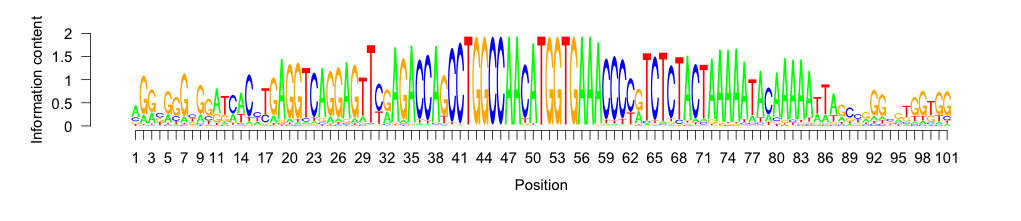 Information content
2
1.5
1
0.5
0
GAGGTCAGGAGTTCGAGACCAGCCTGGCCAACATGGTGAAACCCCGTCTCTACTAAAAATACAAAAATTA
1 3 5 7 9 11 14 17 20 23 26 29 32 35 38 41 44 47 50 53 56 59 62 65 68 71 74 77 80 83 86 89 92 95 98 101
Position